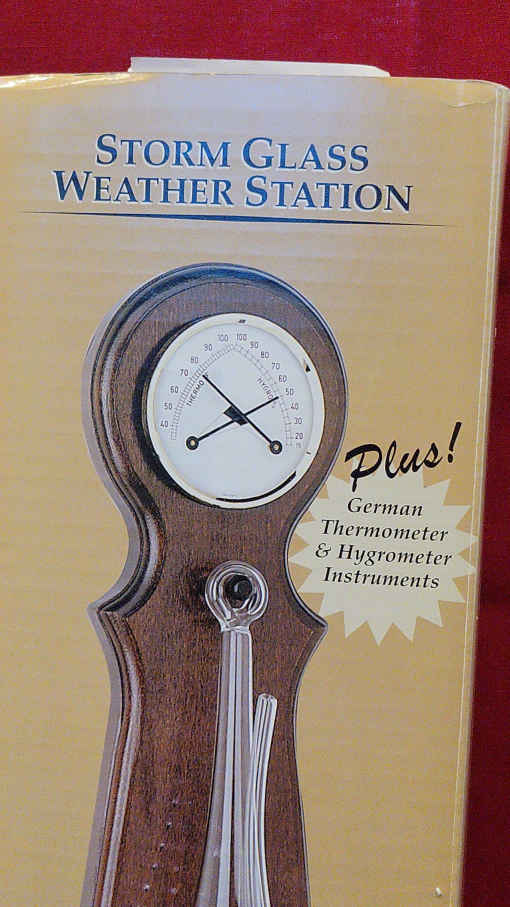 STORM GLASS
WEATHER STATION
100 100
90 90
80 80
70 70
60 60
50 50
40 40
30
20
THERMO
HYGRO
Plus!
German
Thermometer
& Hygrometer
Instruments